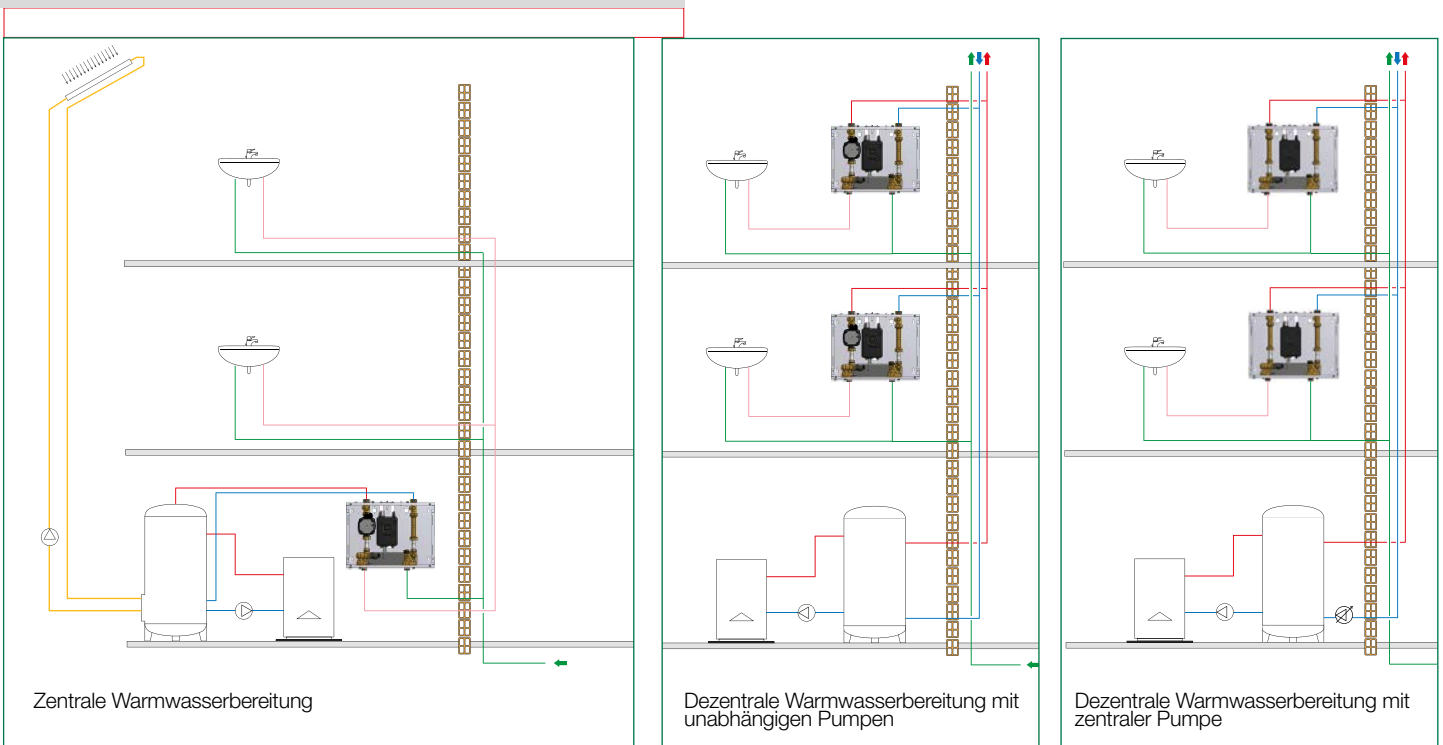 Zentrale Warmwasserbereitung
Dezentrale Warmwasserbereitung mit
unabhängigen Pumpen
Dezentrale Warmwasserbereitung mit
zentraler Pumpe